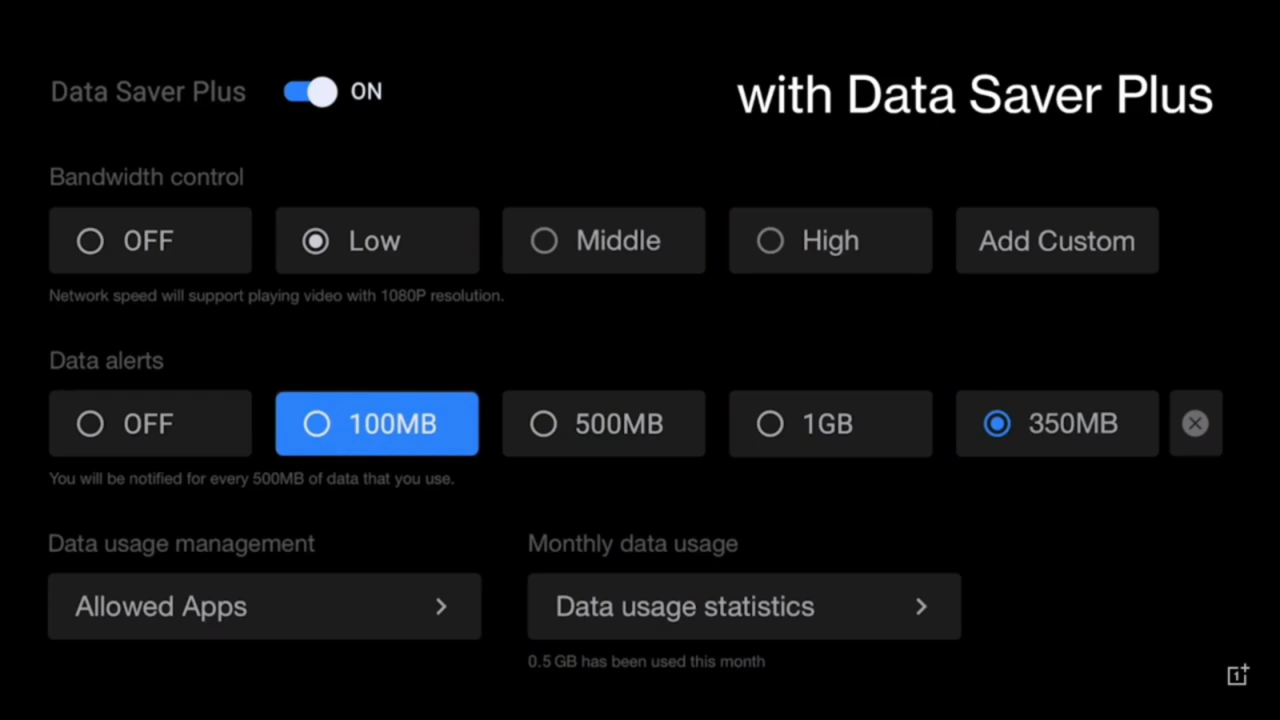 Data Saver Plus ON
with Data Saver Plus
Bandwidth control
OFF Low Middle High Add Custom
Network speed will support playing video with 1080P resolution.
Data alerts
OFF 100MB 500MB 1GB 350MB
You will be notified for every 500MB of data that you use.
Data usage management Monthly data usage
Allowed Apps Data usage statistics
0.5 GB has been used this month
1+